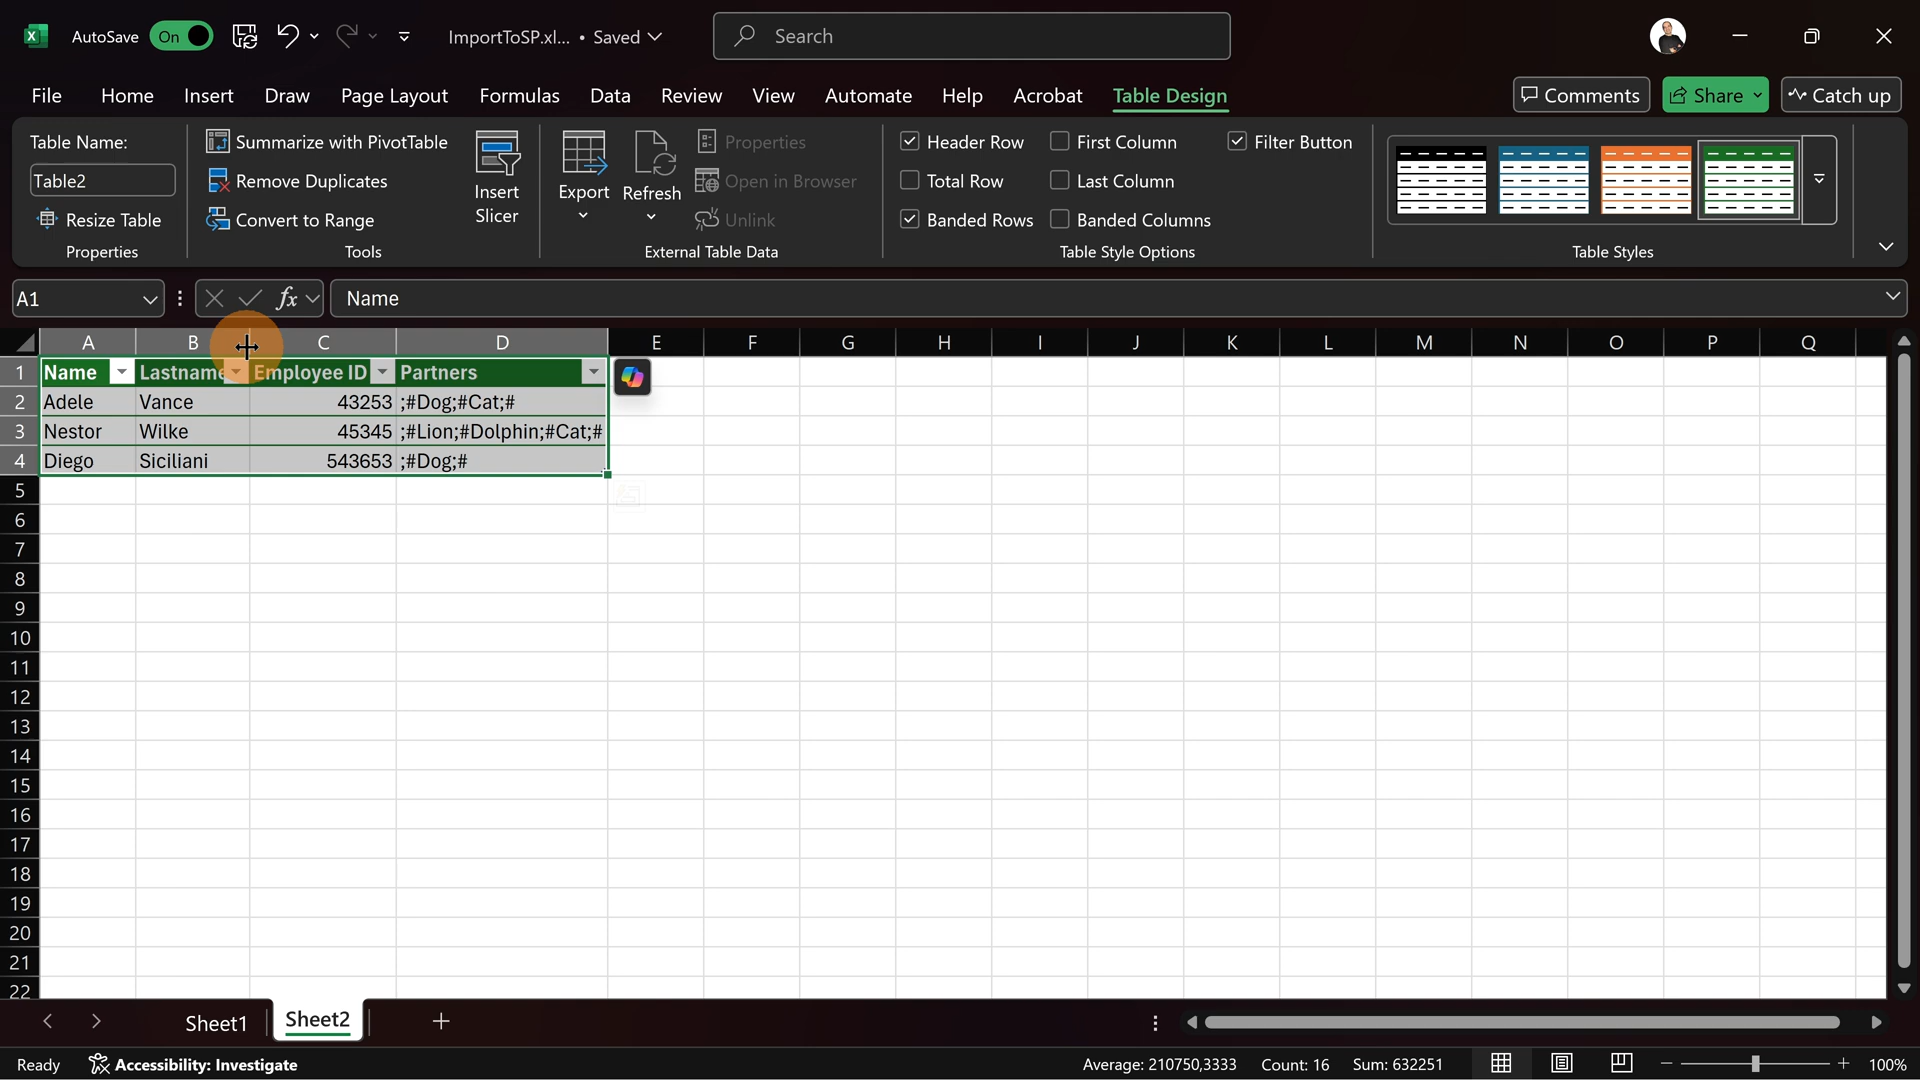 AutoSave On ImportToSP.xl... • Saved Search
File Home Insert Draw Page Layout Formulas Data Review View Automate Help Acrobat Table Design Comments Share Catch up
Table Name:
Table2
Resize Table
Properties
Summarize with PivotTable
Remove Duplicates
Convert to Range
Tools
Insert
Slicer
Export
Refresh
Properties
Open in Browser
Unlink
External Table Data
Header Row First Column Filter Button
Total Row Last Column
Banded Rows Banded Columns
Table Style Options
Table Styles
A1 fx Name
A B C D E F G H I J K L M N O P Q
1 Name Lastname Employee ID Partners
2 Adele Vance 43253 ;#Dog;#Cat;#
3 Nestor Wilke 45345 ;#Lion;#Dolphin;#Cat;#
4 Diego Siciliani 543653 ;#Dog;#
5
6
7
8
9
10
11
12
13
14
15
16
17
18
19
20
21
22
Sheet1 Sheet2
Ready Accessibility: Investigate Average: 210750,3333 Count: 16 Sum: 632251 100%